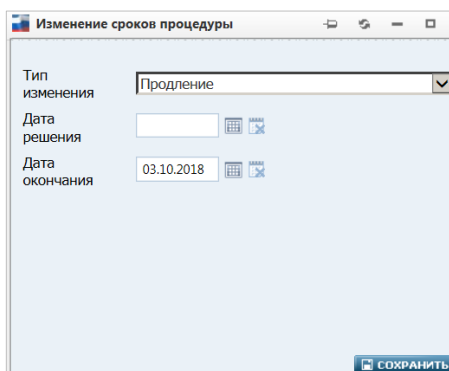 Изменение сроков процедуры
Тип
изменения
Продление
Дата
решения
Дата
окончания
03.10.2018
СОХРАНИТЬ